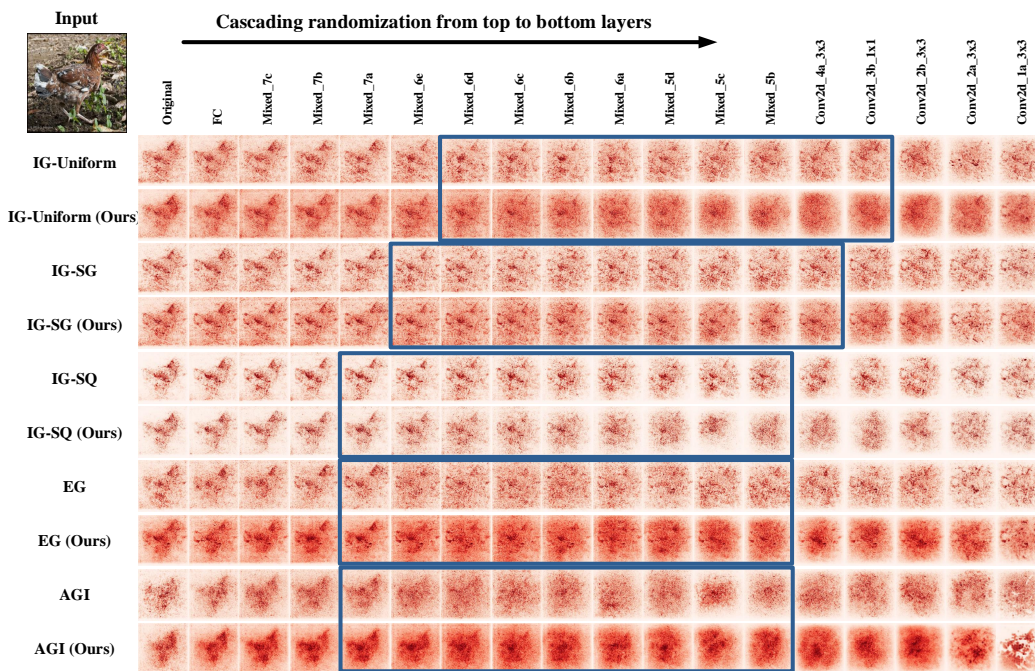 Input
Cascading randomization from top to bottom layers
Original
FC
Mixed_7c
Mixed_7b
Mixed_7a
Mixed_6e
Mixed_6d
Mixed_6c
Mixed_6b
Mixed_6a
Mixed_5d
Mixed_5c
Mixed_5b
Conv2d_4a_3x3
Conv2d_3b_1x1
Conv2d_2b_3x3
Conv2d_2a_3x3
Conv2d_1a_3x3
IG-Uniform
IG-Uniform (Ours)
IG-SG
IG-SG (Ours)
IG-SQ
IG-SQ (Ours)
EG
EG (Ours)
AGI
AGI (Ours)